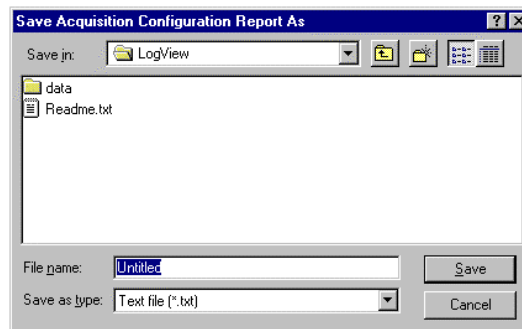 Save Acquisition Configuration Report As
Save in: LogView
data
Readme.txt
File name: Untitled Save
Save as type: Text file (*.txt) Cancel